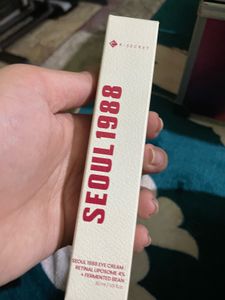 K-SECRET
SEOUL 1988
SEOUL 1988 EYE CREAM :
RETINAL LIPOSOME 4%
+ FERMENTED BEAN